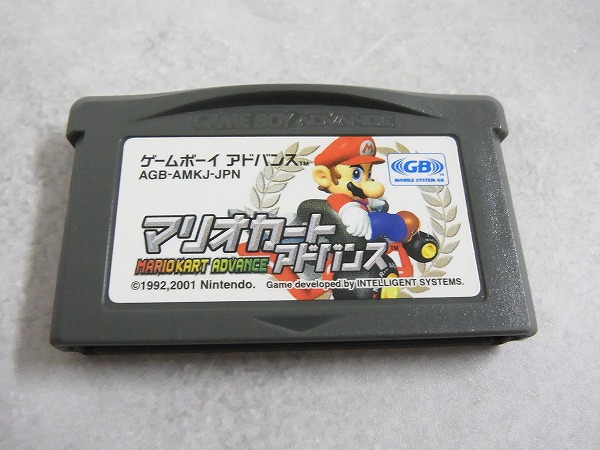 GAME BOY ADVANCE
ゲームボーイ アドバンス™
AGB-AMKJ-JPN
M
GB
MOBILE SYSTEM GB
マリオカート
アドバンス™
MARIO KART ADVANCE
©1992,2001 Nintendo. Game developed by INTELLIGENT SYSTEMS.